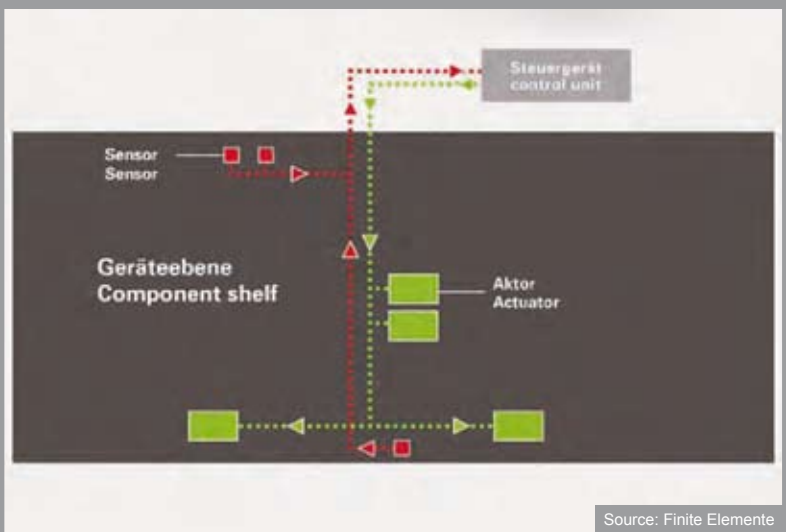 Steuergerät
control unit
Sensor
Sensor
Geräteebene
Component shelf
Aktor
Actuator
Source: Finite Elemente